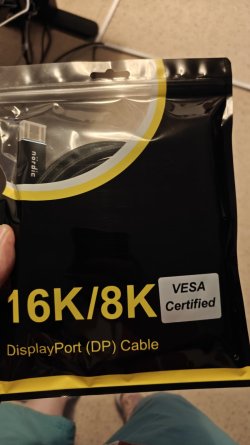 nordic
16K/8K
VESA
Certified
DisplayPort (DP) Cable